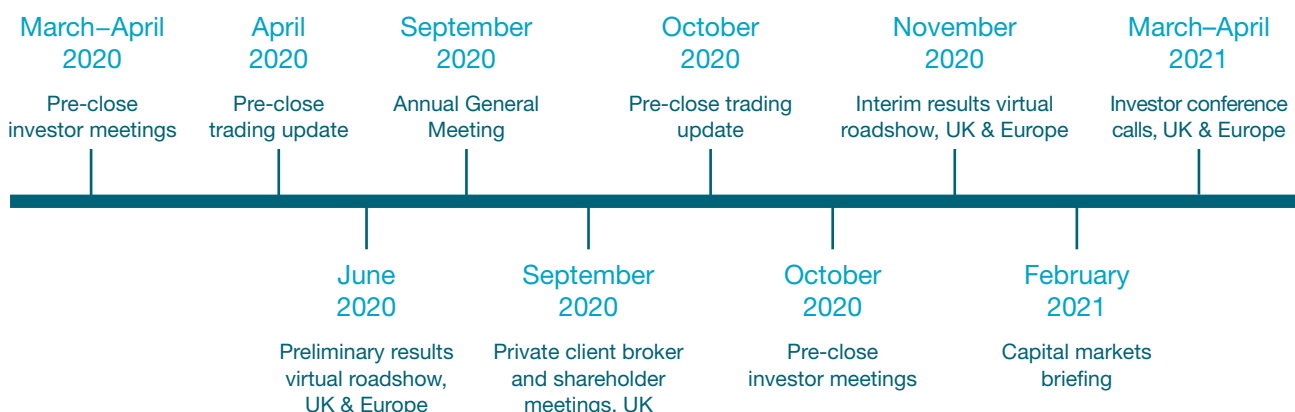 March–April
2020
Pre-close
investor meetings
April
2020
Pre-close
trading update
September
2020
Annual General
Meeting
October
2020
Pre-close trading
update
November
2020
Interim results virtual
roadshow, UK & Europe
March–April
2021
Investor conference
calls, UK & Europe
June
2020
Preliminary results
virtual roadshow,
UK & Europe
September
2020
Private client broker
and shareholder
meetings, UK
October
2020
Pre-close
investor meetings
February
2021
Capital markets
briefing